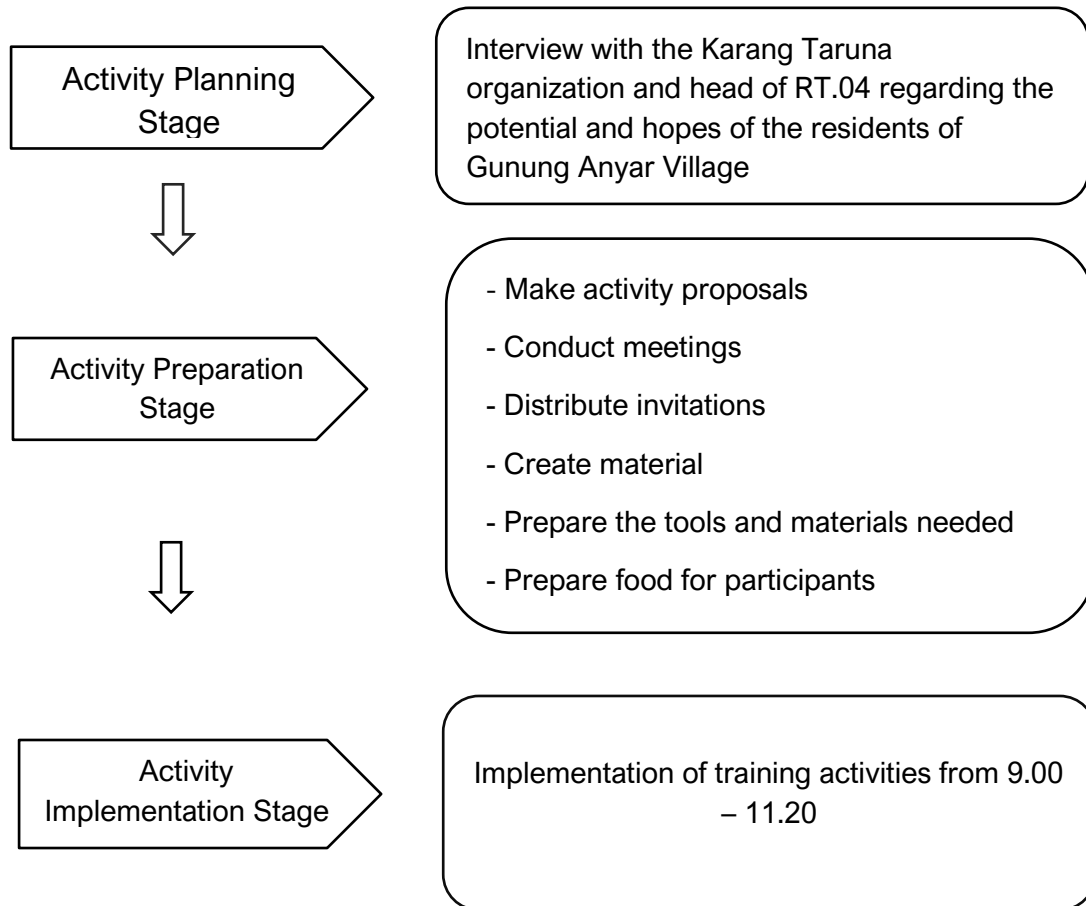 Activity Planning
Stage
Interview with the Karang Taruna
organization and head of RT.04 regarding the
potential and hopes of the residents of
Gunung Anyar Village
Activity Preparation
Stage
- Make activity proposals
- Conduct meetings
- Distribute invitations
- Create material
- Prepare the tools and materials needed
- Prepare food for participants
Activity
Implementation Stage
Implementation of training activities from 9.00
– 11.20